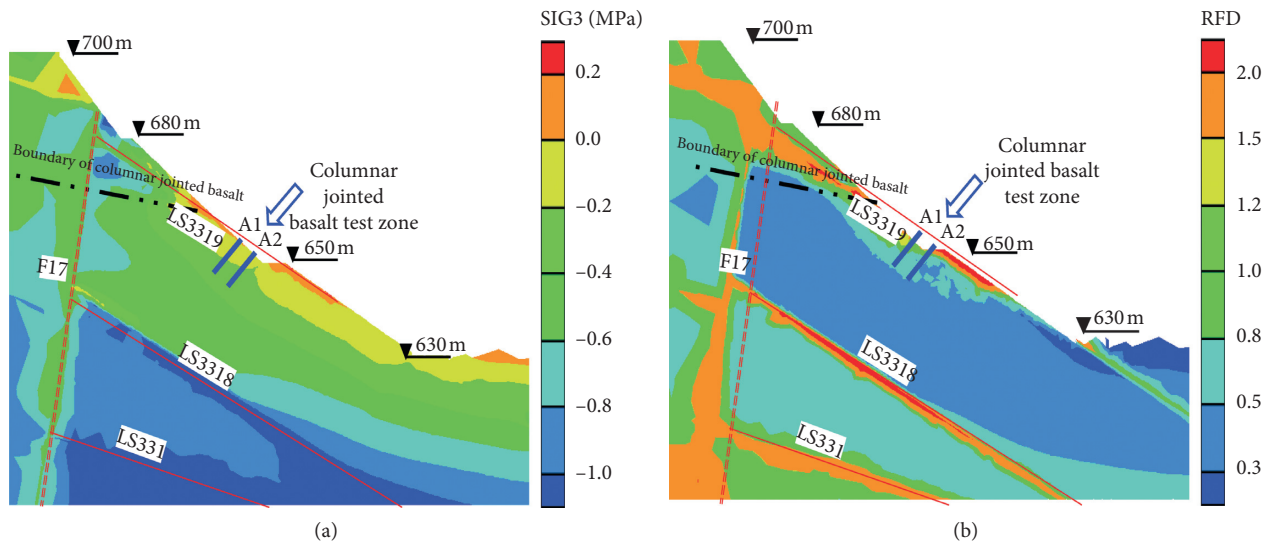 SIG3 (MPa)
700 m
680 m
Boundary of columnar jointed basalt
Columnar
jointed
basalt test zone
A1
A2
LS3319
650 m
F17
630 m
LS3318
LS331
0.2
0.0
−0.2
−0.4
−0.6
−0.8
−1.0
(a)
RFD
700 m
680 m
Boundary of columnar jointed basalt
Columnar
jointed basalt
test zone
A1
A2
LS3319
650 m
F17
630 m
LS3318
LS331
2.0
1.5
1.2
1.0
0.8
0.5
0.3
(b)